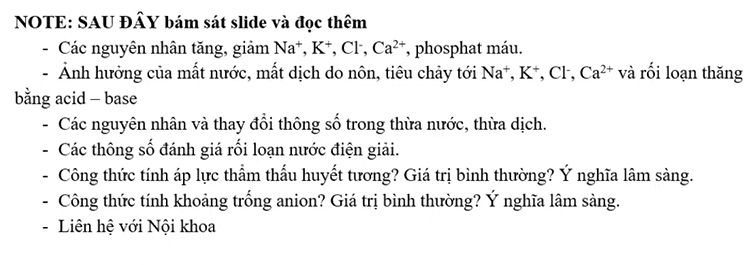 NOTE: SAU ĐÂY bám sát slide và đọc thêm
- Các nguyên nhân tăng, giảm Na⁺, K⁺, Cl⁻, Ca²⁺, phosphat máu.
- Ảnh hưởng của mất nước, mất dịch do nôn, tiêu chảy tới Na⁺, K⁺, Cl⁻, Ca²⁺ và rối loạn thăng
bằng acid – base
- Các nguyên nhân và thay đổi thông số trong thừa nước, thừa dịch.
- Các thông số đánh giá rối loạn nước điện giải.
- Công thức tính áp lực thẩm thấu huyết tương? Giá trị bình thường? Ý nghĩa lâm sàng.
- Công thức tính khoảng trống anion? Giá trị bình thường? Ý nghĩa lâm sàng.
- Liên hệ với Nội khoa